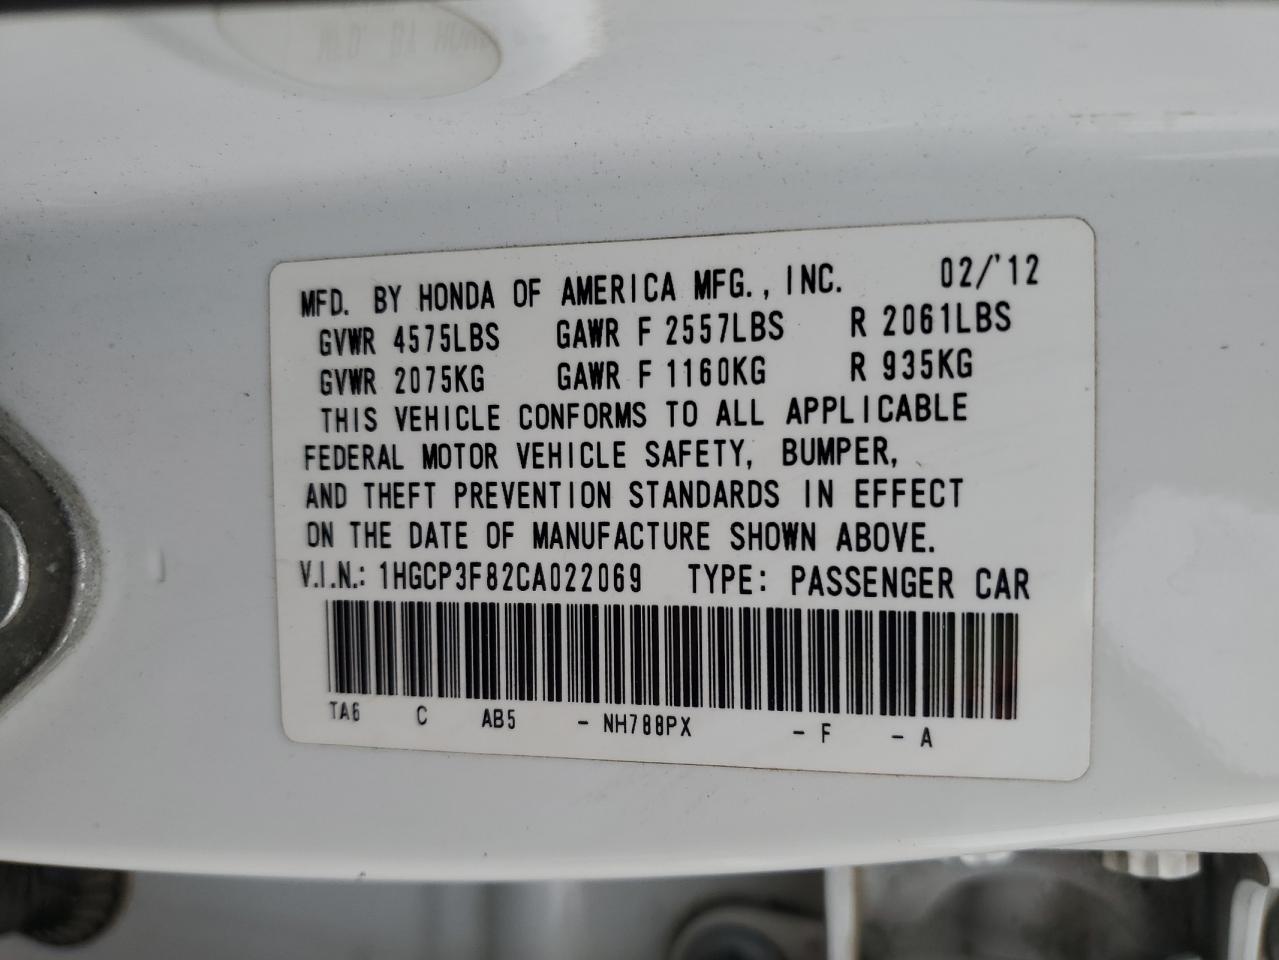 MFD. BY HONDA OF AMERICA MFG., INC. 02/'12
GVWR 4575LBS GAWR F 2557LBS R 2061LBS
GVWR 2075KG GAWR F 1160KG R 935KG
THIS VEHICLE CONFORMS TO ALL APPLICABLE
FEDERAL MOTOR VEHICLE SAFETY, BUMPER,
AND THEFT PREVENTION STANDARDS IN EFFECT
ON THE DATE OF MANUFACTURE SHOWN ABOVE.
V.I.N.: 1HGCP3F82CA022069 TYPE: PASSENGER CAR
TA6 C AB5 - NH788PX - F - A